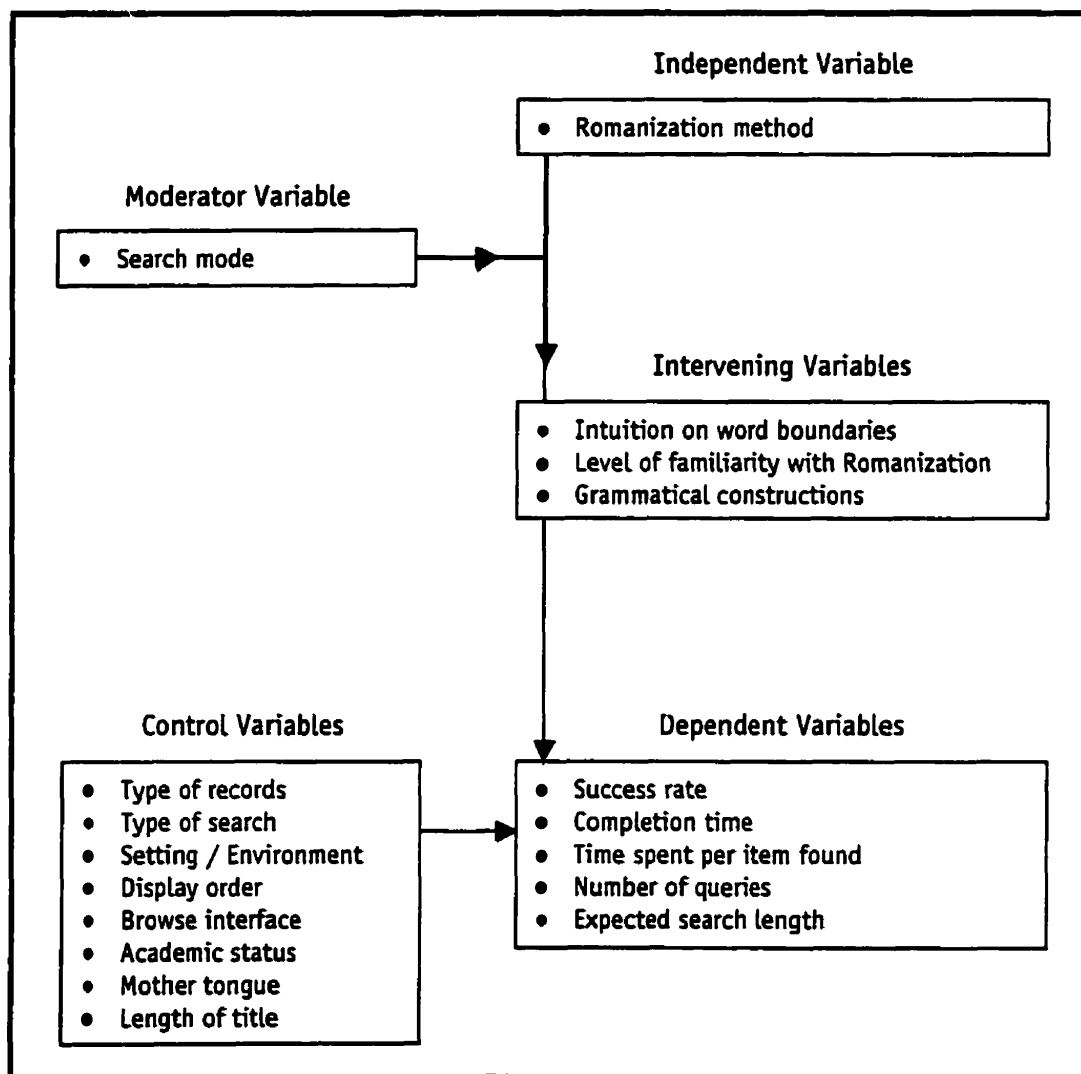 Independent Variable
• Romanization method
Moderator Variable
• Search mode
Intervening Variables
• Intuition on word boundaries
• Level of familiarity with Romanization
• Grammatical constructions
Control Variables
• Type of records
• Type of search
• Setting / Environment
• Display order
• Browse interface
• Academic status
• Mother tongue
• Length of title
Dependent Variables
• Success rate
• Completion time
• Time spent per item found
• Number of queries
• Expected search length